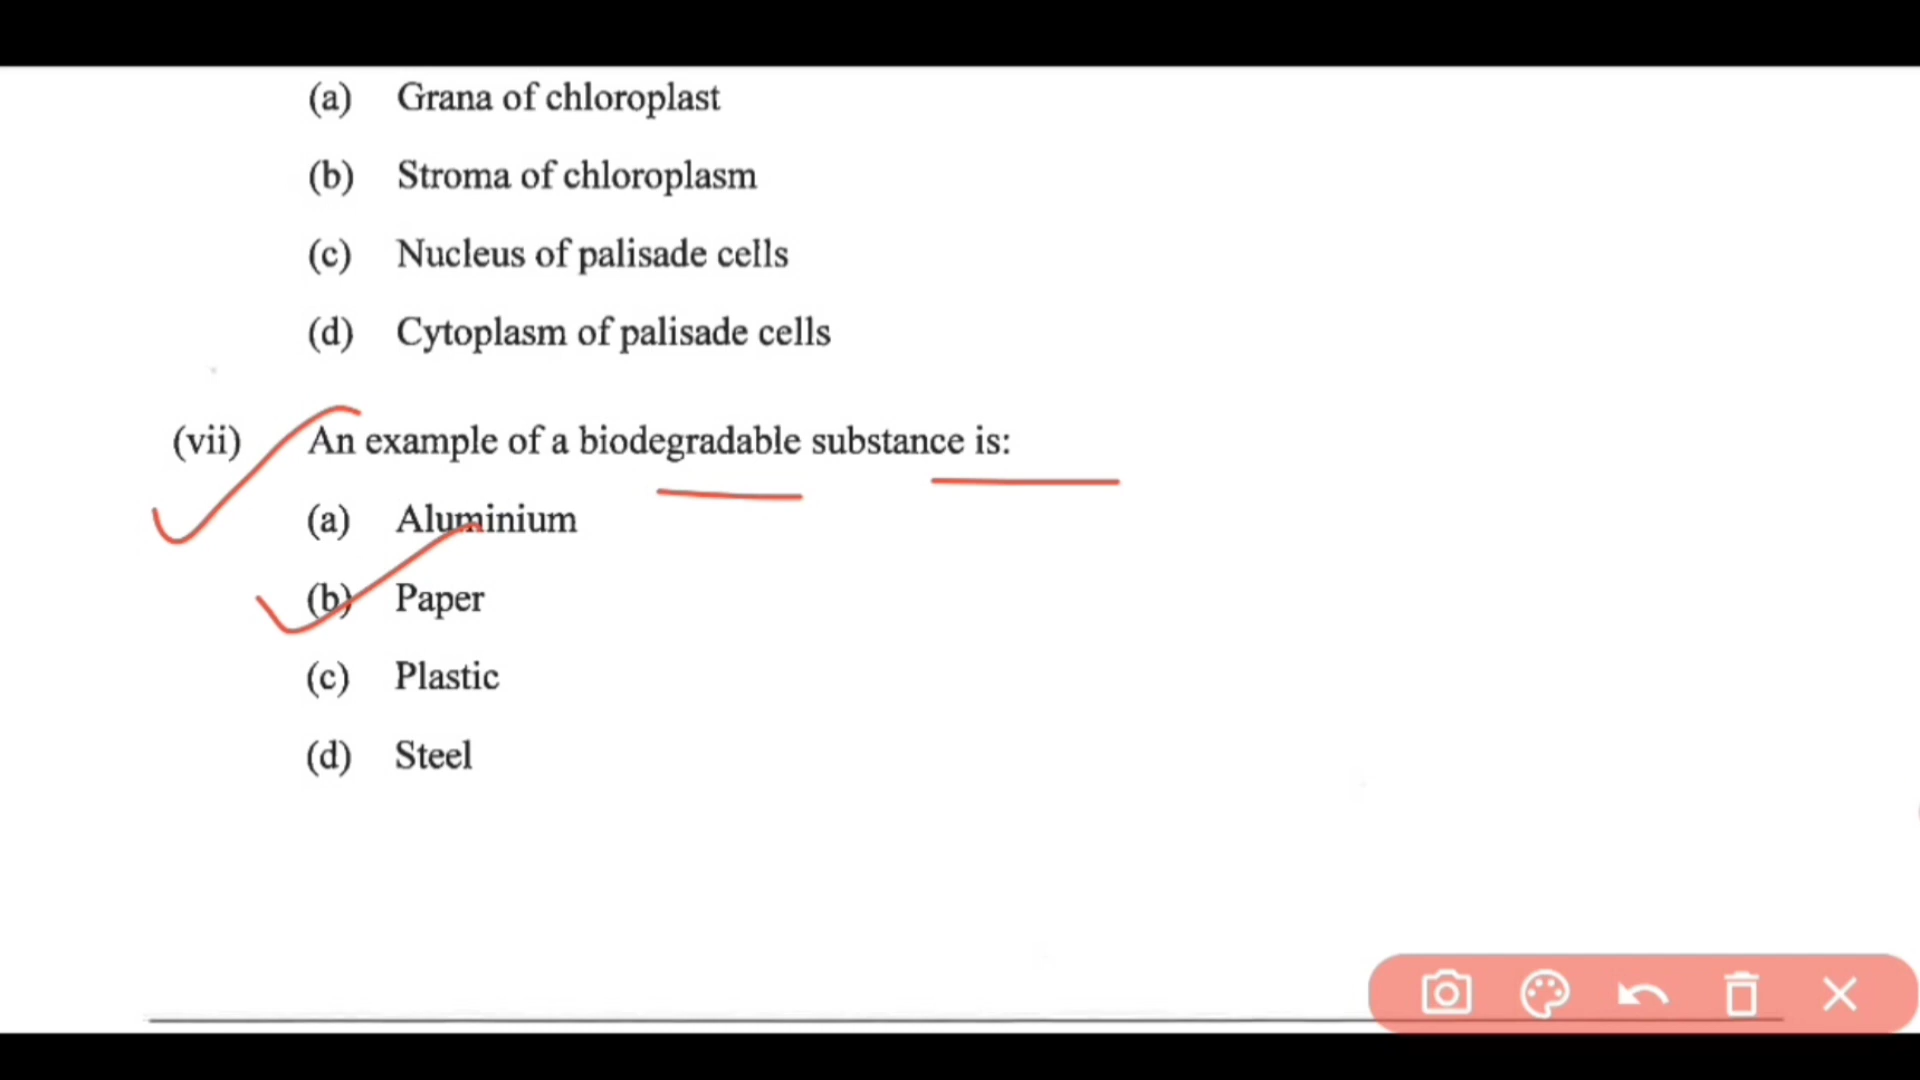 (a) Grana of chloroplast
(b) Stroma of chloroplasm
(c) Nucleus of palisade cells
(d) Cytoplasm of palisade cells
(vii) An example of a biodegradable substance is:
(a) Aluminium
(b) Paper
(c) Plastic
(d) Steel